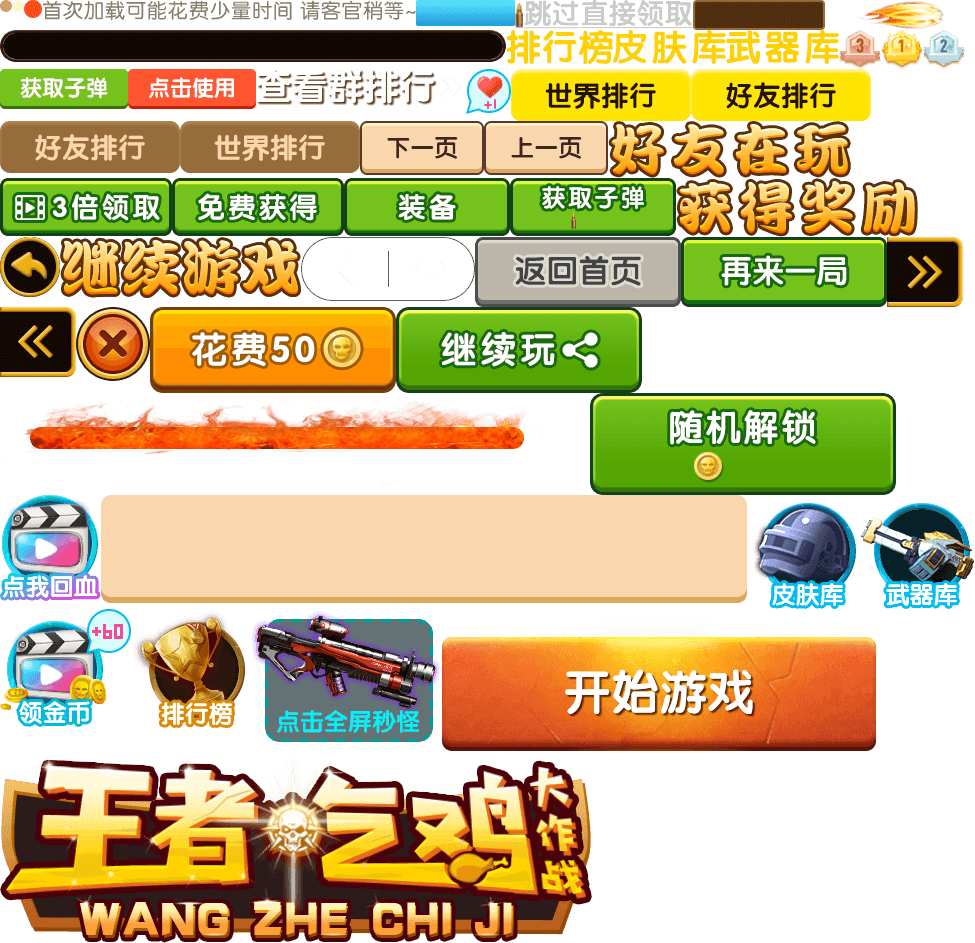 首次加载可能花费少量时间 请客官稍等~
跳过直接领取
排行榜 皮肤库 武器库
3 1 2
获取子弹 点击使用 查看群排行 +1 世界排行 好友排行
好友排行 世界排行 下一页 上一页 好友在玩
3倍领取 免费获得 装备 获取子弹 获得奖励
继续游戏 返回首页 再来一局
花费50 继续玩
随机解锁
点我回血 皮肤库 武器库
+60
领金币 排行榜 点击全屏秒怪 开始游戏
王者乞鸡
大作战
WANG ZHE CHI JI